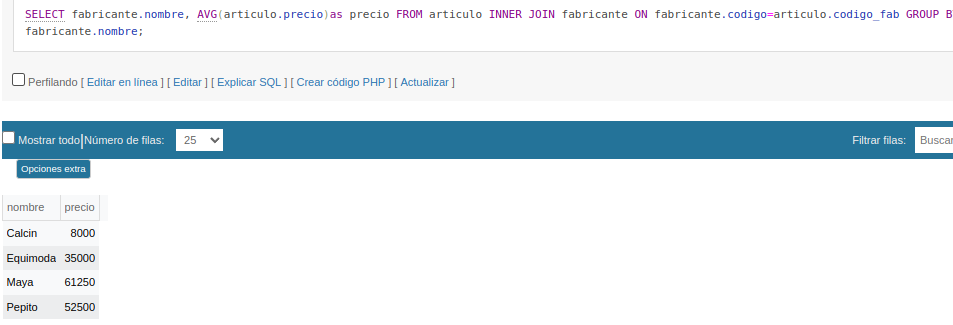 SELECT fabricante.nombre, AVG(articulo.precio)as precio FROM articulo INNER JOIN fabricante ON fabricante.codigo=articulo.codigo_fab GROUP BY
fabricante.nombre;
Perfilando [ Editar en línea ] [ Editar ] [ Explicar SQL ] [ Crear código PHP ] [ Actualizar ]
Mostrar todo | Número de filas: 25 Filtrar filas: Buscar
Opciones extra
nombre precio
Calcin 8000
Equimoda 35000
Maya 61250
Pepito 52500